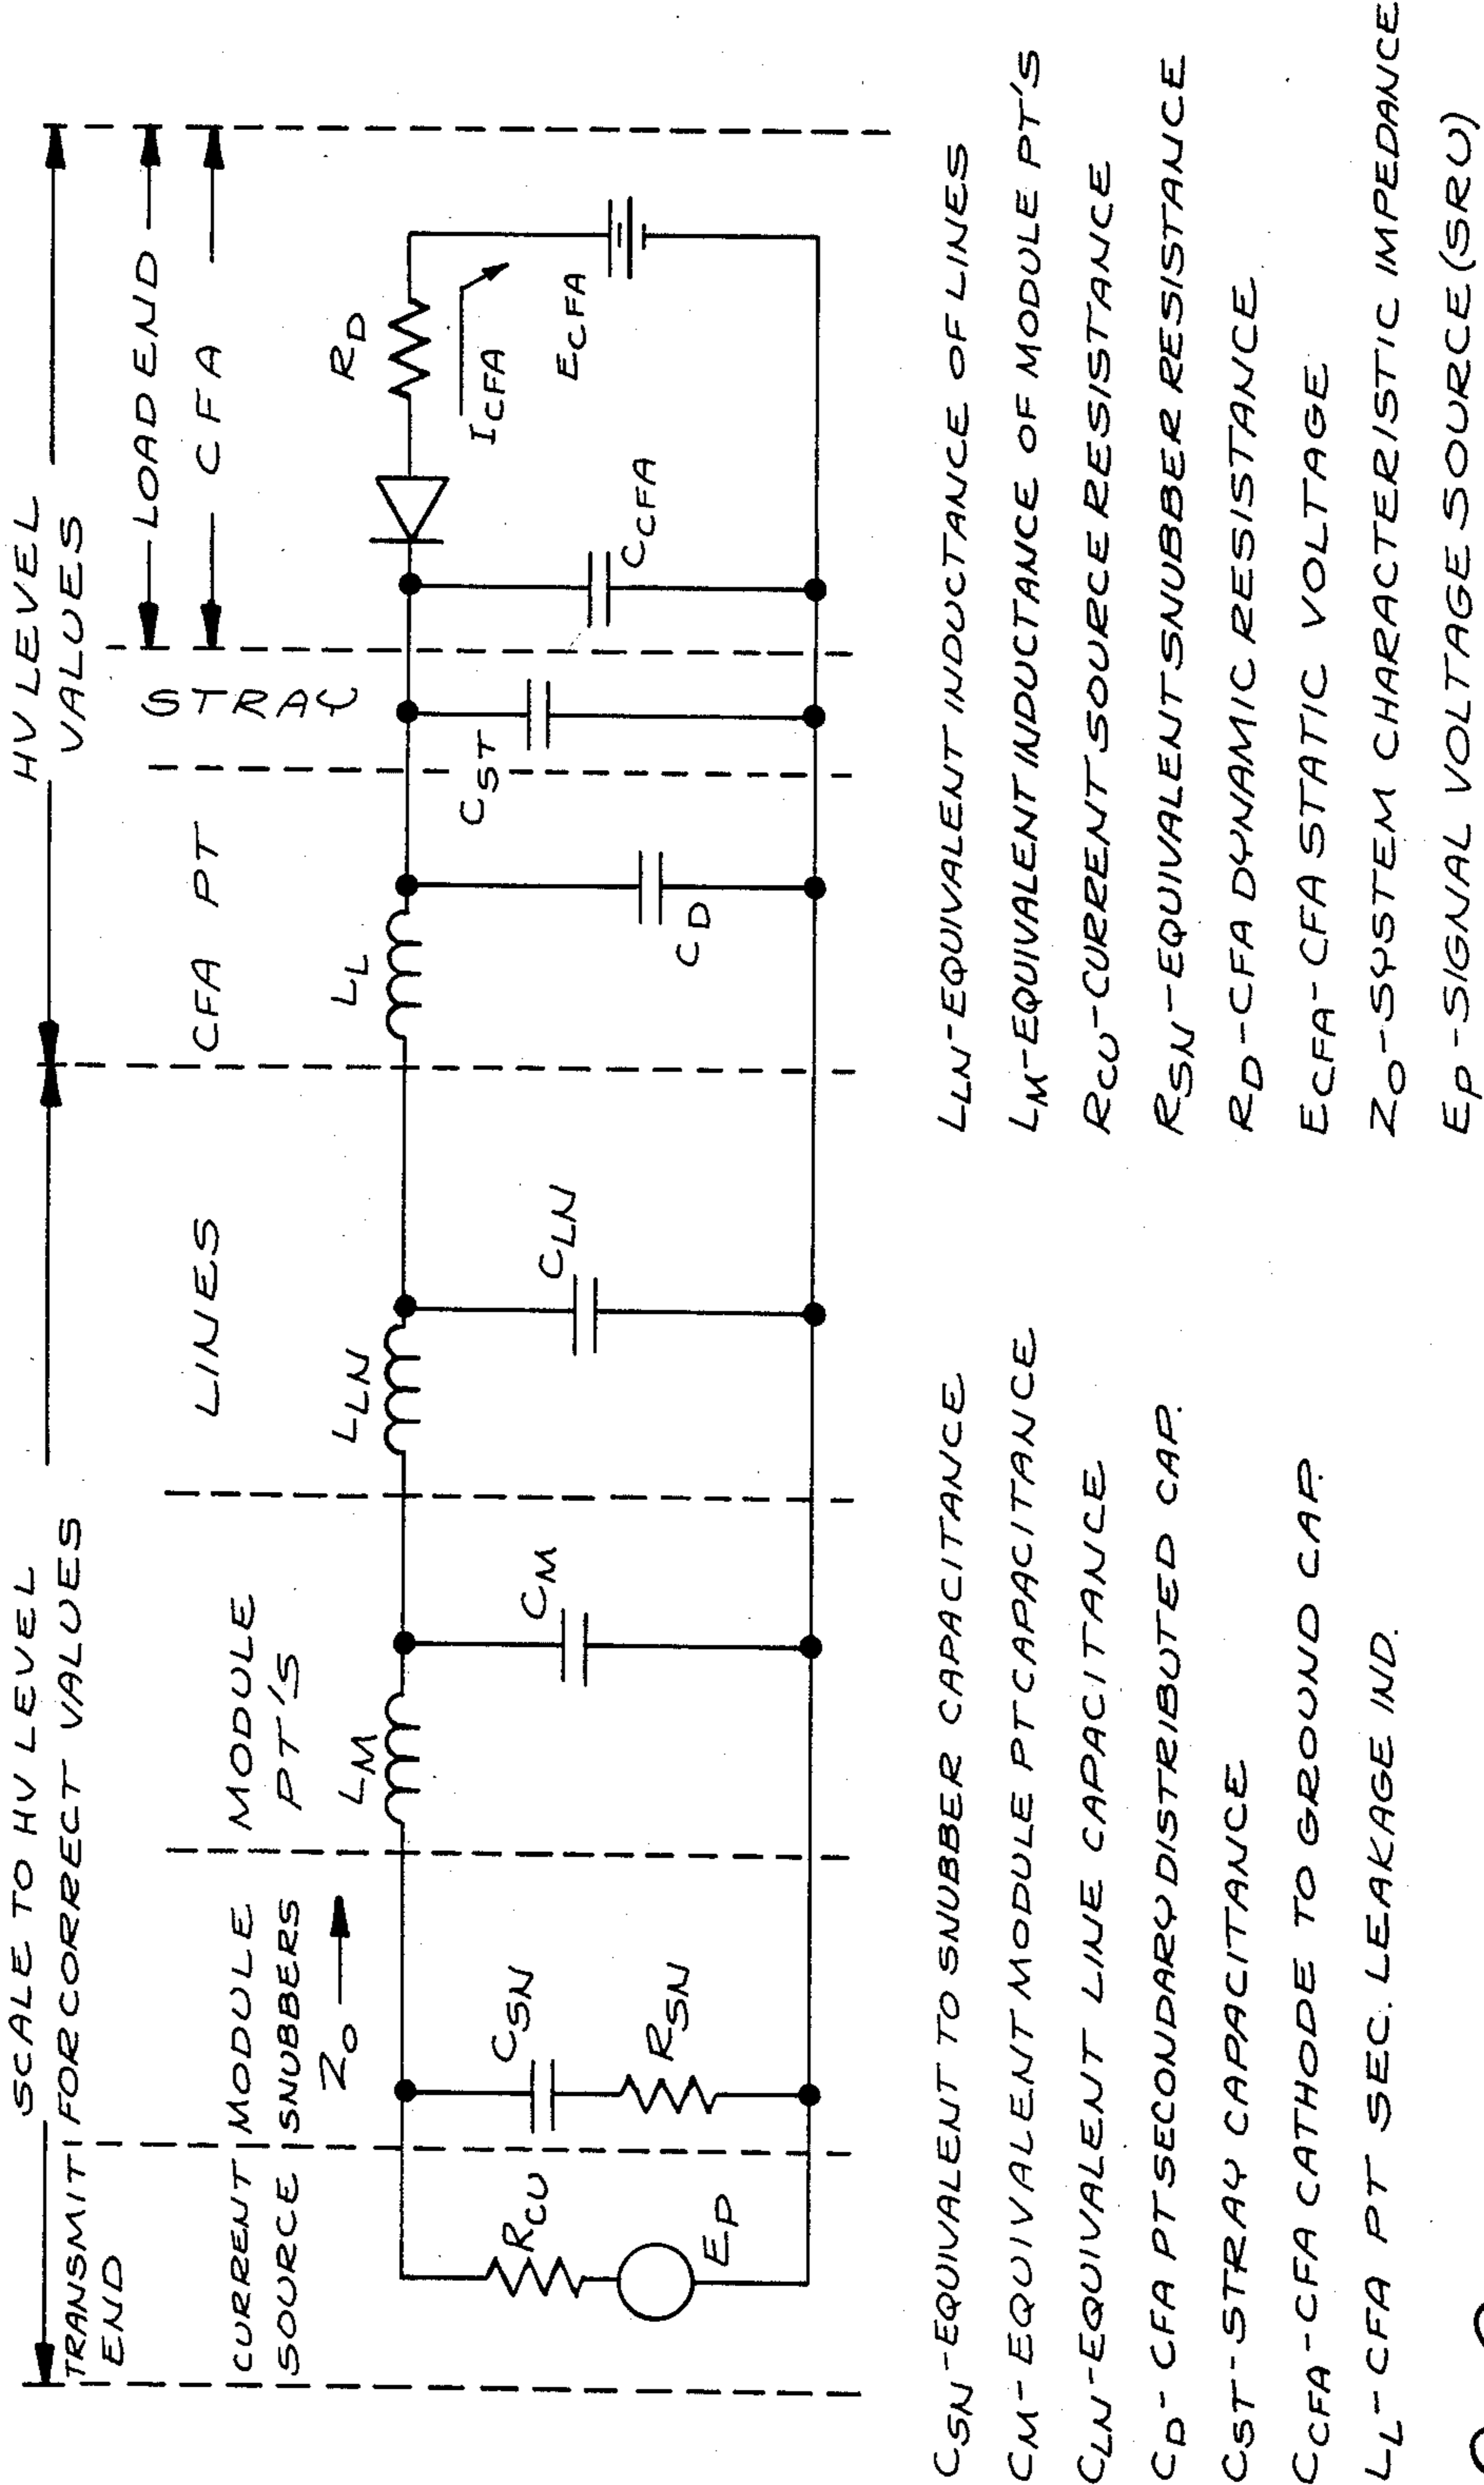 SCALE TO HV LEVEL
FOR CORRECT VALUES
HV LEVEL
VALUES
TRANSMIT
END
LOAD END
CFA
CURRENT
SOURCE
MODULE
SNUBBERS
Z₀
MODULE
PT'S
LINES
CFA PT
STRAY
R_CU
E_P
C_SN
R_SN
L_M
C_M
L_LN
C_LN
L_L
C_D
C_ST
C_CFA
R_D
I_CFA
E_CFA
C_SN-EQUIVALENT TO SNUBBER CAPACITANCE
C_M-EQUIVALENT MODULE PT CAPACITANCE
C_LN-EQUIVALENT LINE CAPACITANCE
C_D-CFA PT SECONDARY DISTRIBUTED CAP.
C_ST-STRAY CAPACITANCE
C_CFA-CFA CATHODE TO GROUND CAP.
L_L-CFA PT SEC. LEAKAGE IND.
L_LN-EQUIVALENT INDUCTANCE OF LINES
L_M-EQUIVALENT INDUCTANCE OF MODULE PT'S
R_CU-CURRENT SOURCE RESISTANCE
R_SN-EQUIVALENT SNUBBER RESISTANCE
R_D-CFA DYNAMIC RESISTANCE
E_CFA-CFA STATIC VOLTAGE
Z_O-SYSTEM CHARACTERISTIC IMPEDANCE
E_P-SIGNAL VOLTAGE SOURCE (SRU)